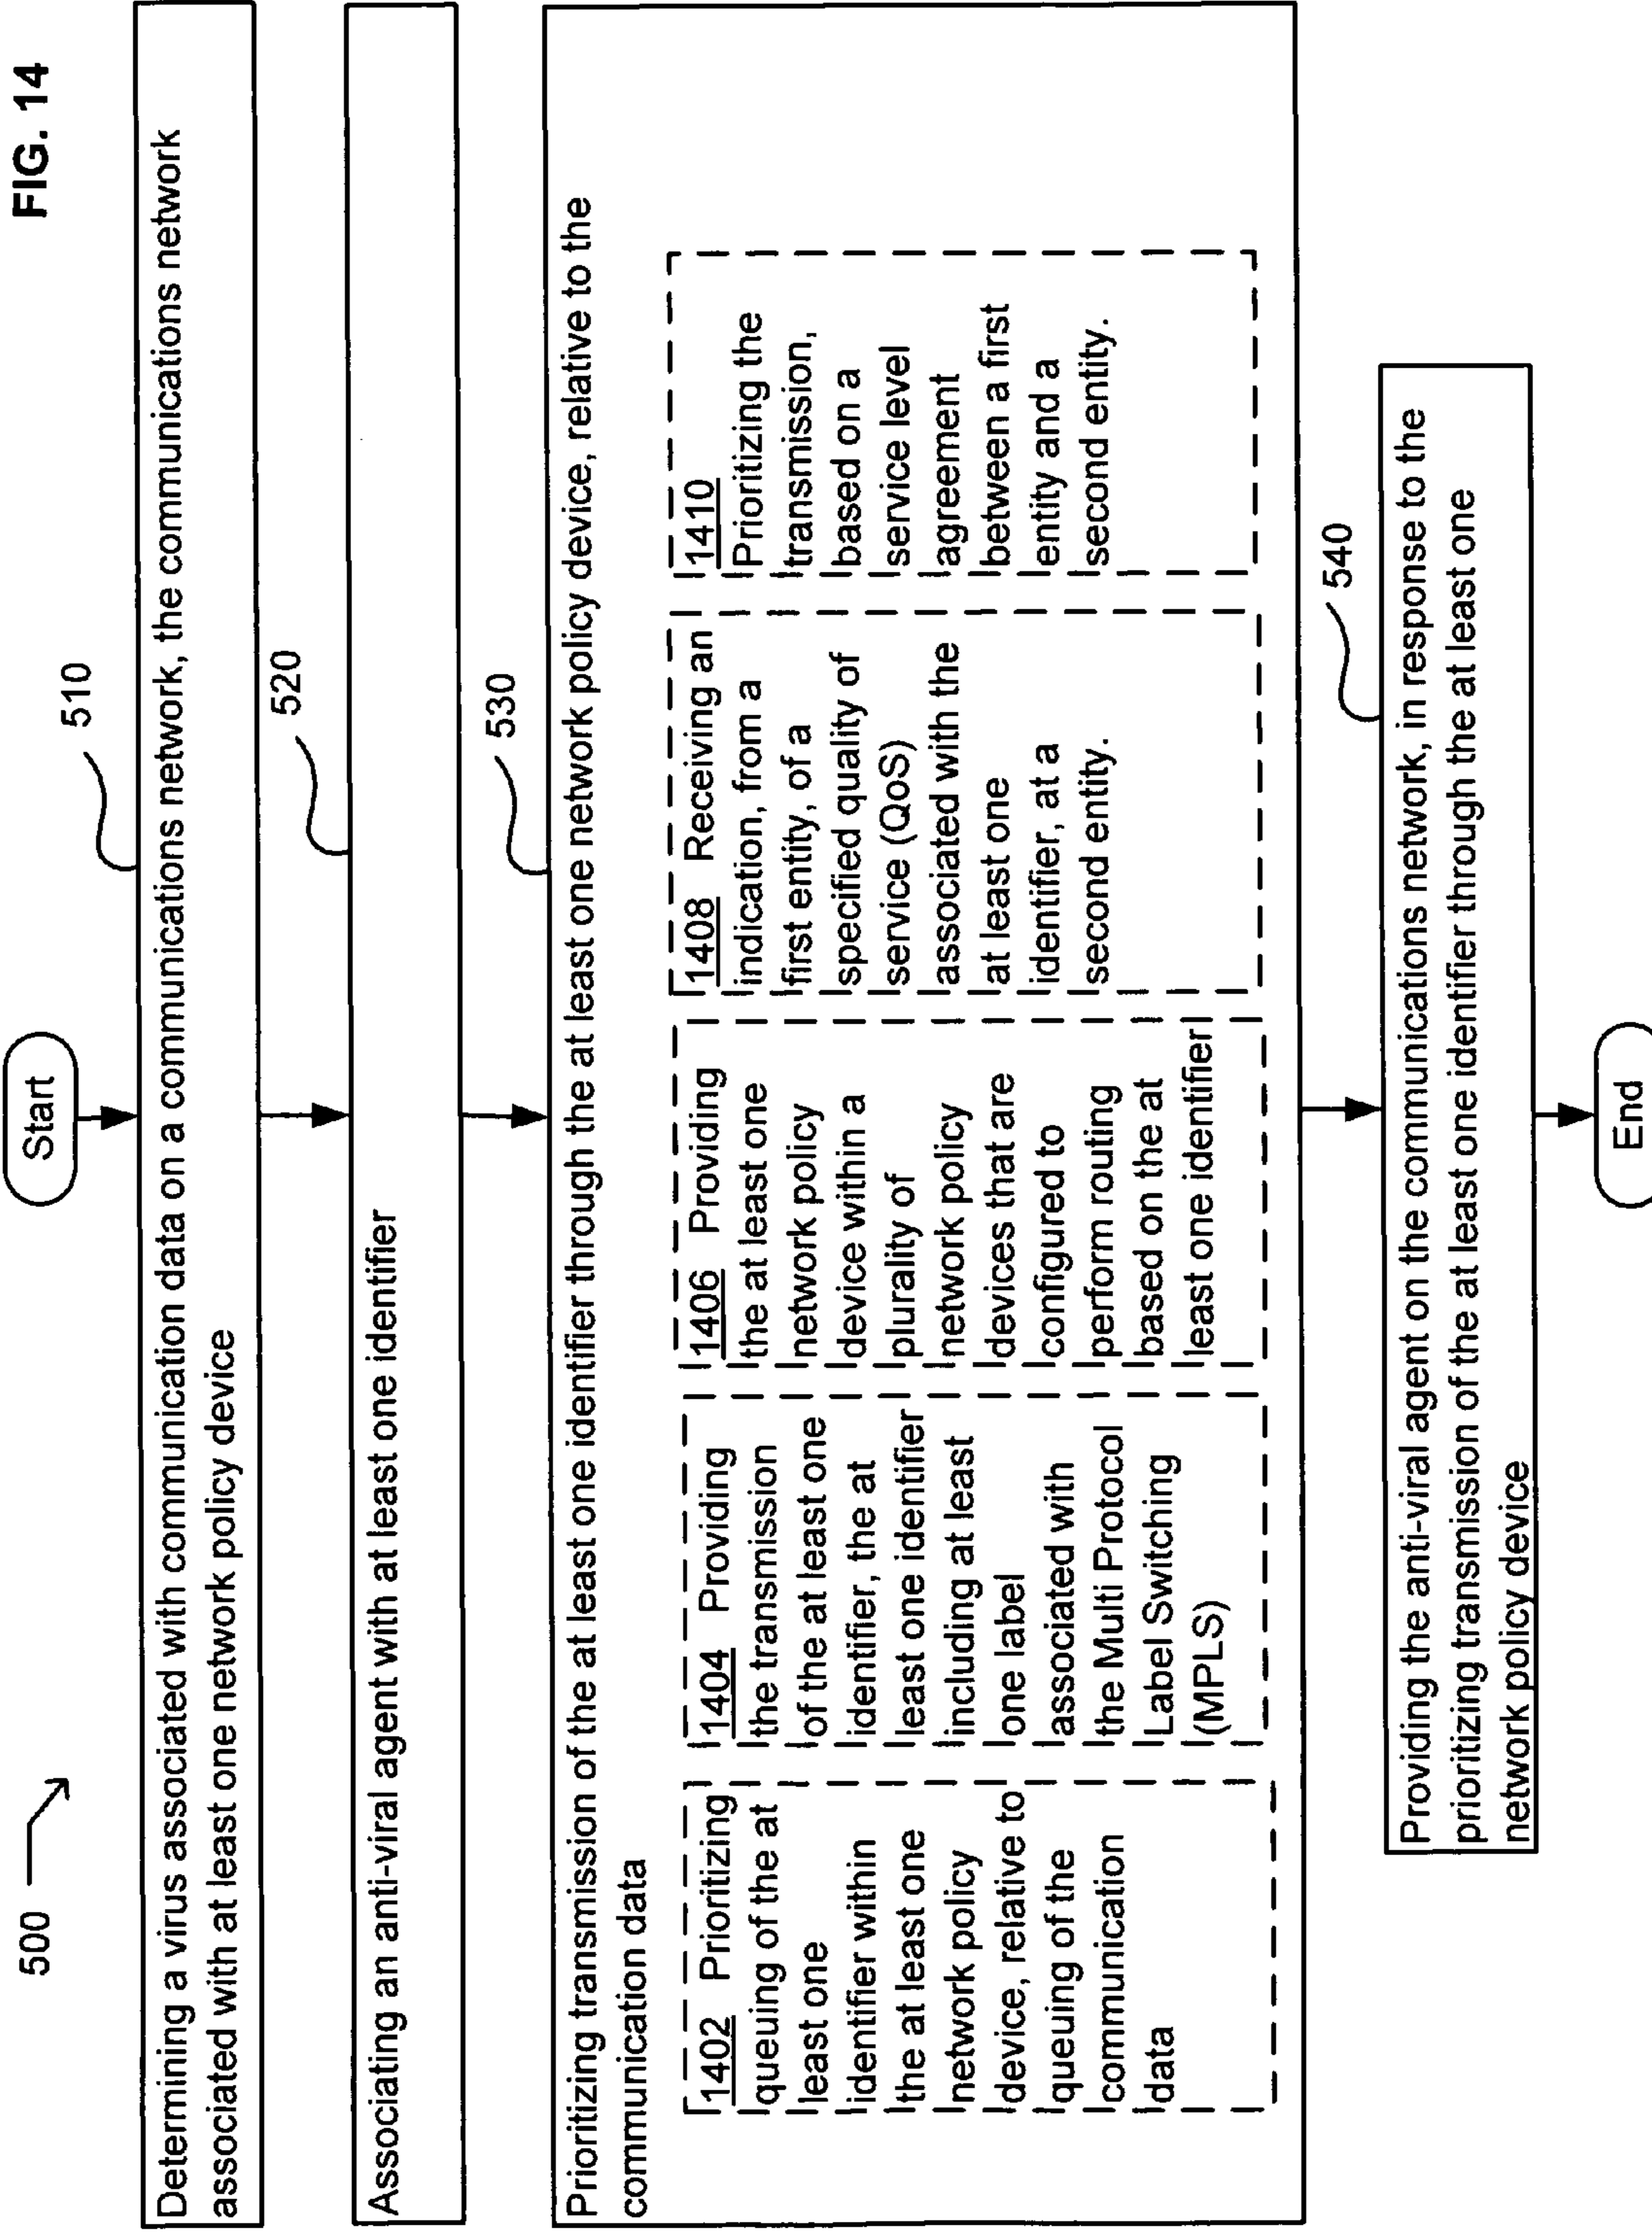 FIG. 14
500
Start
510
Determining a virus associated with communication data on a communications network, the communications network
associated with at least one network policy device
520
Associating an anti-viral agent with at least one identifier
530
Prioritizing transmission of the at least one identifier through the at least one network policy device, relative to the
communication data
1402 Prioritizing
queuing of the at
least one
identifier within
the at least one
network policy
device, relative to
queuing of the
communication
data
1404 Providing
the transmission
of the at least one
identifier, the at
least one identifier
including at least
one label
associated with
the Multi Protocol
Label Switching
(MPLS)
1406 Providing
the at least one
network policy
device within a
plurality of
network policy
devices that are
configured to
perform routing
based on the at
least one identifier
1408 Receiving an
indication, from a
first entity, of a
specified quality of
service (QoS)
associated with the
at least one
identifier, at a
second entity.
1410
Prioritizing the
transmission,
based on a
service level
agreement
between a first
entity and a
second entity.
540
Providing the anti-viral agent on the communications network, in response to the
prioritizing transmission of the at least one identifier through the at least one
network policy device
End